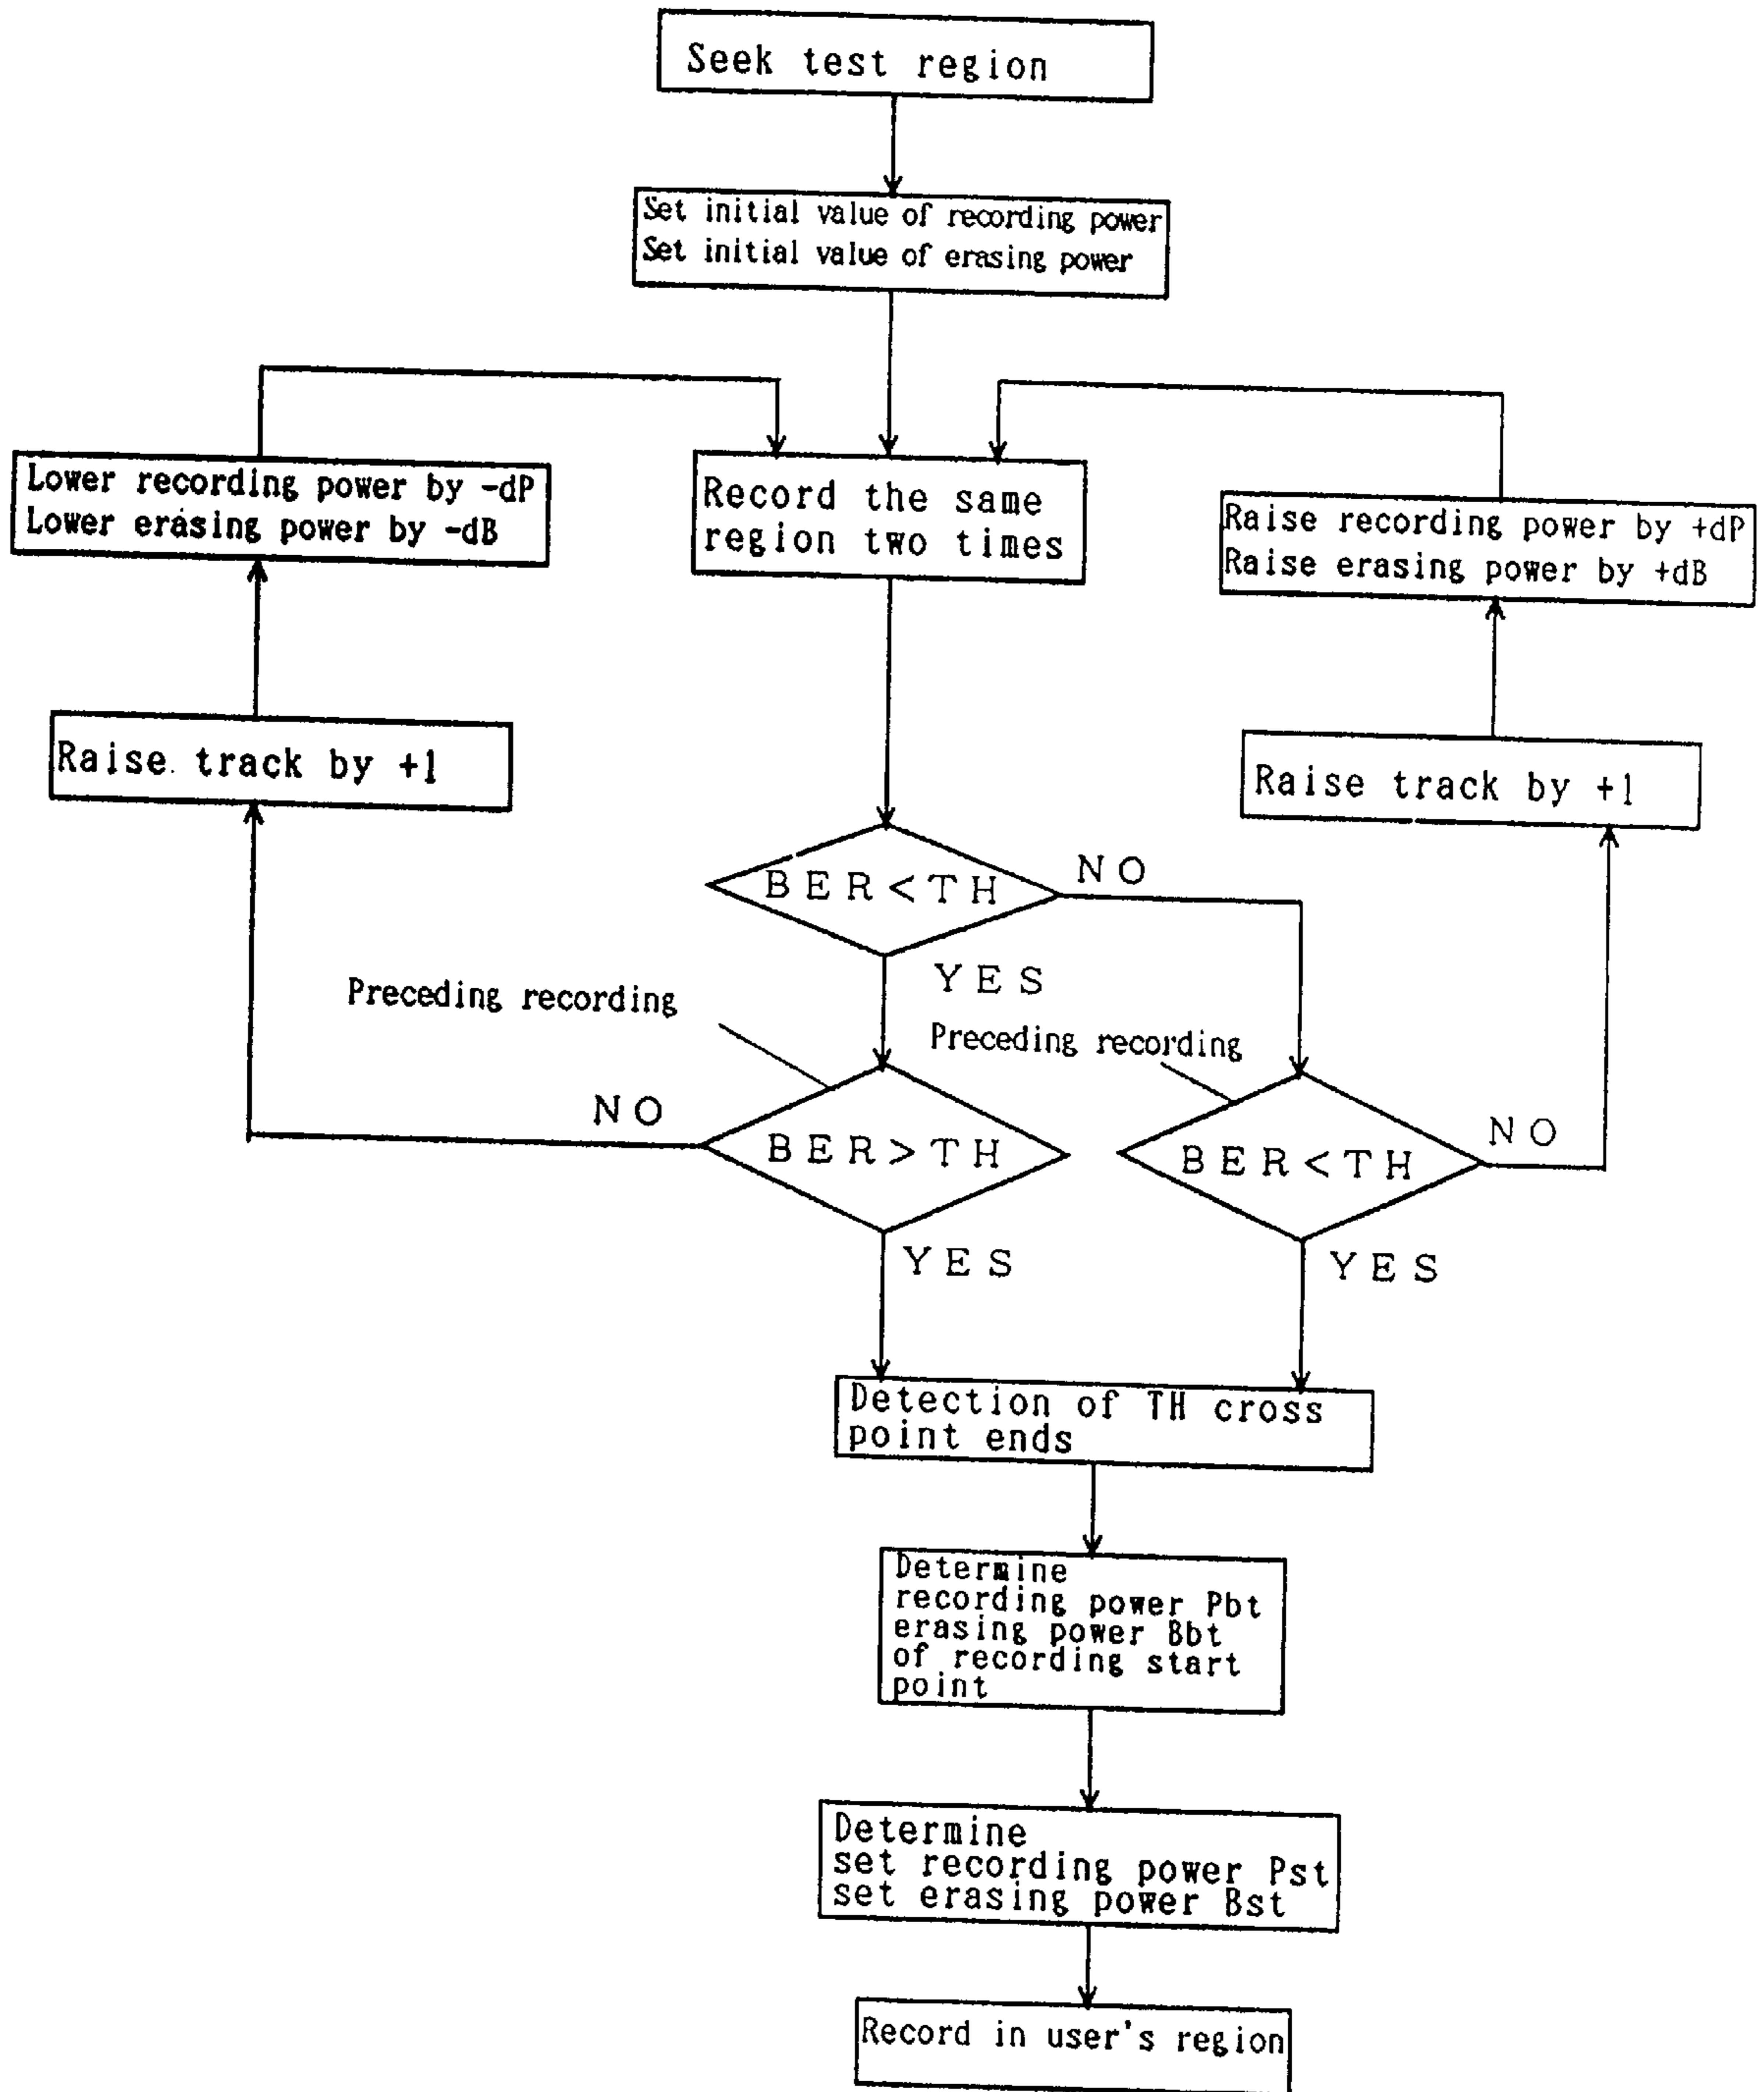 Seek test region
Set initial value of recording power
Set initial value of erasing power
Lower recording power by -dP
Lower erasing power by -dB
Record the same
region two times
Raise recording power by +dP
Raise erasing power by +dB
Raise track by +1
Raise track by +1
BER<TH
NO
YES
Preceding recording
Preceding recording
NO
BER>TH
BER<TH
NO
YES
YES
Detection of TH cross
point ends
Determine
recording power Pbt
erasing power Bbt
of recording start
point
Determine
set recording power Pst
set erasing power Bst
Record in user's region